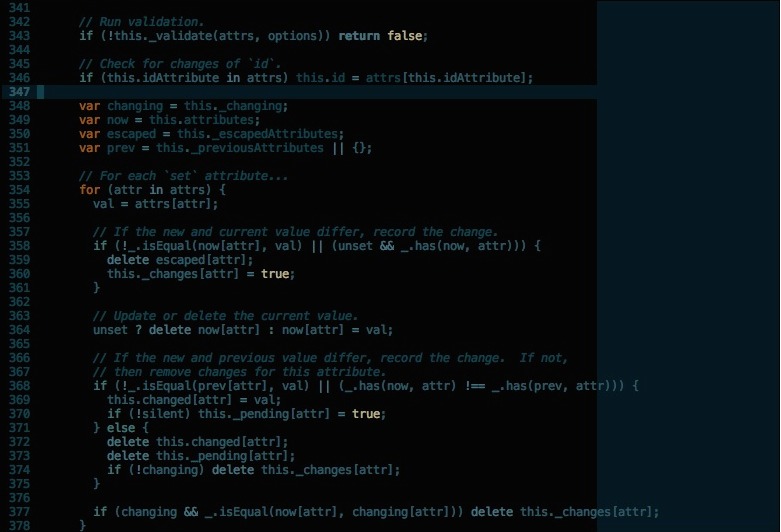 341
342 // Run validation.
343 if (!this._validate(attrs, options)) return false;
344
345 // Check for changes of `id`.
346 if (this.idAttribute in attrs) this.id = attrs[this.idAttribute];
347
348 var changing = this._changing;
349 var now = this.attributes;
350 var escaped = this._escapedAttributes;
351 var prev = this._previousAttributes || {};
352
353 // For each `set` attribute...
354 for (attr in attrs) {
355 val = attrs[attr];
356
357 // If the new and current value differ, record the change.
358 if (!_.isEqual(now[attr], val) || (unset && _.has(now, attr))) {
359 delete escaped[attr];
360 this._changes[attr] = true;
361 }
362
363 // Update or delete the current value.
364 unset ? delete now[attr] : now[attr] = val;
365
366 // If the new and previous value differ, record the change.  If not,
367 // then remove changes for this attribute.
368 if (!_.isEqual(prev[attr], val) || (_.has(now, attr) !== _.has(prev, attr))) {
369 this.changed[attr] = val;
370 if (!silent) this._pending[attr] = true;
371 } else {
372 delete this.changed[attr];
373 delete this._pending[attr];
374 if (!changing) delete this._changes[attr];
375 }
376
377 if (changing && _.isEqual(now[attr], changing[attr])) delete this._changes[attr];
378 }